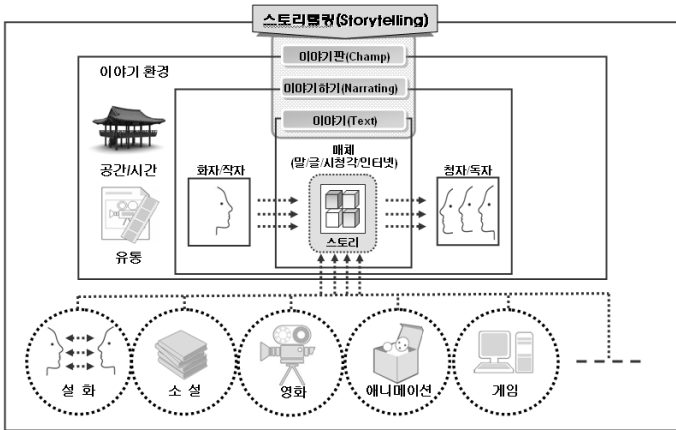 스토리텔링(Storytelling)
이야기판(Champ)
이야기 환경
이야기하기(Narrating)
이야기(Text)
매체
(말/글/시청각/인터넷)
공간/시간
화자/작자
청자/독자
스토리
유통
설 화
소 설
영화
애니메이션
게임